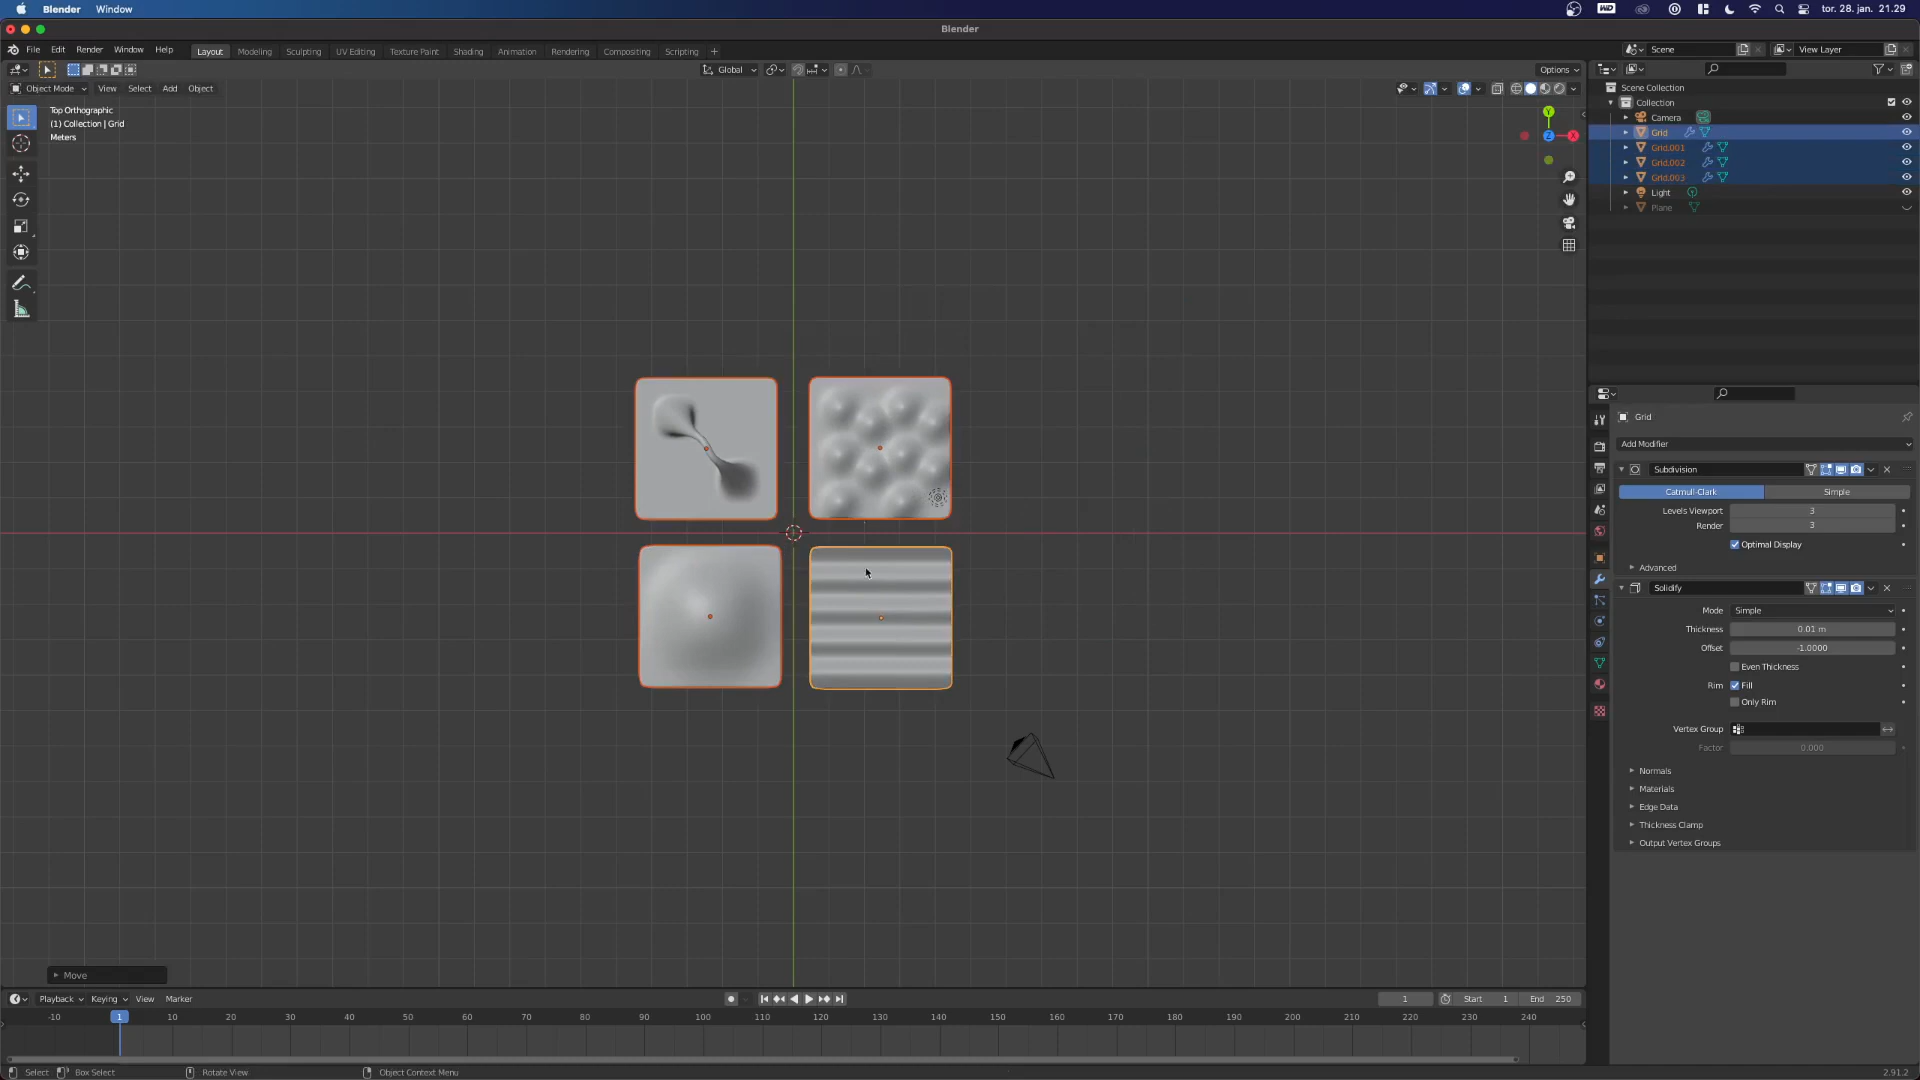 Blender Window tor. 28. jan. 21.29
Blender
File Edit Render Window Help Layout Modeling Sculpting UV Editing Texture Paint Shading Animation Rendering Compositing Scripting + Scene View Layer
Global Options
Object Mode View Select Add Object
Top Orthographic
(1) Collection | Grid
Meters
Y
Z
X
Scene Collection
Collection
Camera
Grid
Grid.001
Grid.002
Grid.003
Light
Plane
Grid
Add Modifier
Subdivision
Catmull-Clark Simple
Levels Viewport 3
Render 3
Optimal Display
Advanced
Solidify
Mode Simple
Thickness 0.01 m
Offset -1.0000
Even Thickness
Rim Fill
Only Rim
Vertex Group
Factor 0.000
Normals
Materials
Edge Data
Thickness Clamp
Output Vertex Groups
Move
Playback Keying View Marker 1 Start 1 End 250
-10 1 10 20 30 40 50 60 70 80 90 100 110 120 130 140 150 160 170 180 190 200 210 220 230 240
Select Box Select Rotate View Object Context Menu 2.91.2